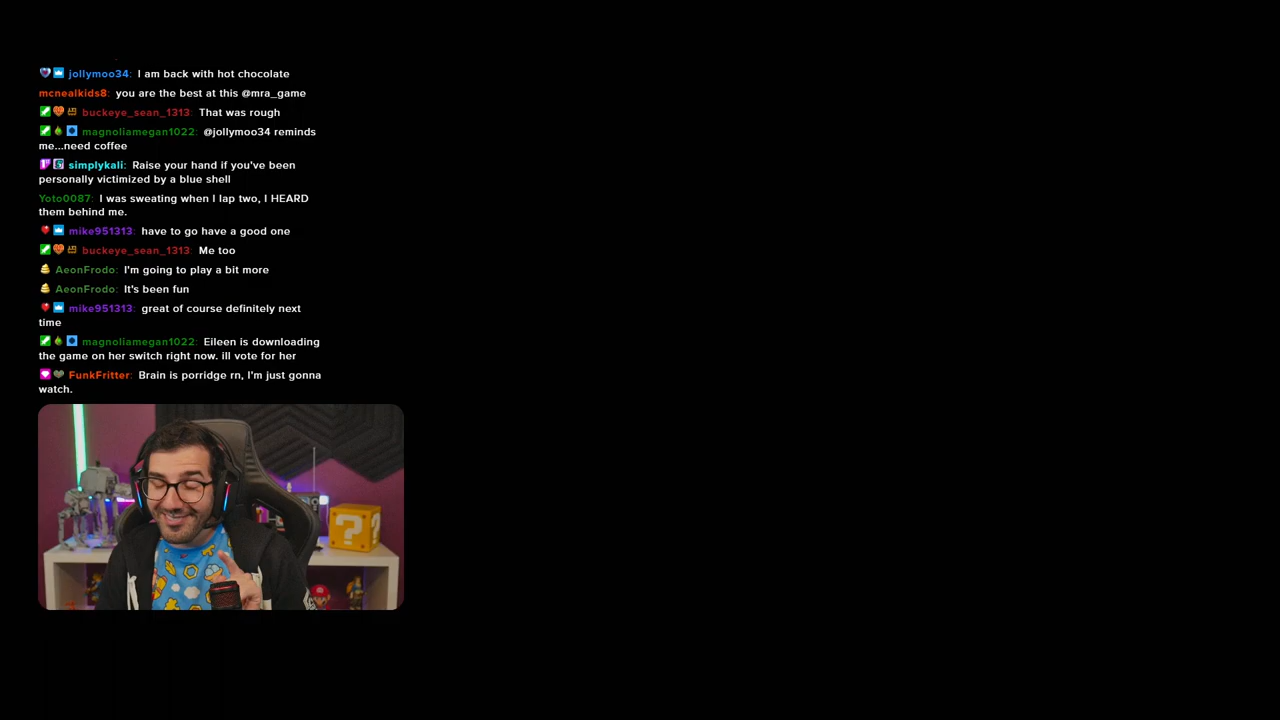 jollymoo34: I am back with hot chocolate
mcnealkids8: you are the best at this @mra_game
buckeye_sean_1313: That was rough
magnoliamegan1022: @jollymoo34 reminds
me...need coffee
simplykali: Raise your hand if you've been
personally victimized by a blue shell
Yoto0087: I was sweating when I lap two, I HEARD
them behind me.
mike951313: have to go have a good one
buckeye_sean_1313: Me too
AeonFrodo: I'm going to play a bit more
AeonFrodo: It's been fun
mike951313: great of course definitely next
time
magnoliamegan1022: Eileen is downloading
the game on her switch right now. ill vote for her
FunkFritter: Brain is porridge rn, I'm just gonna
watch.
?